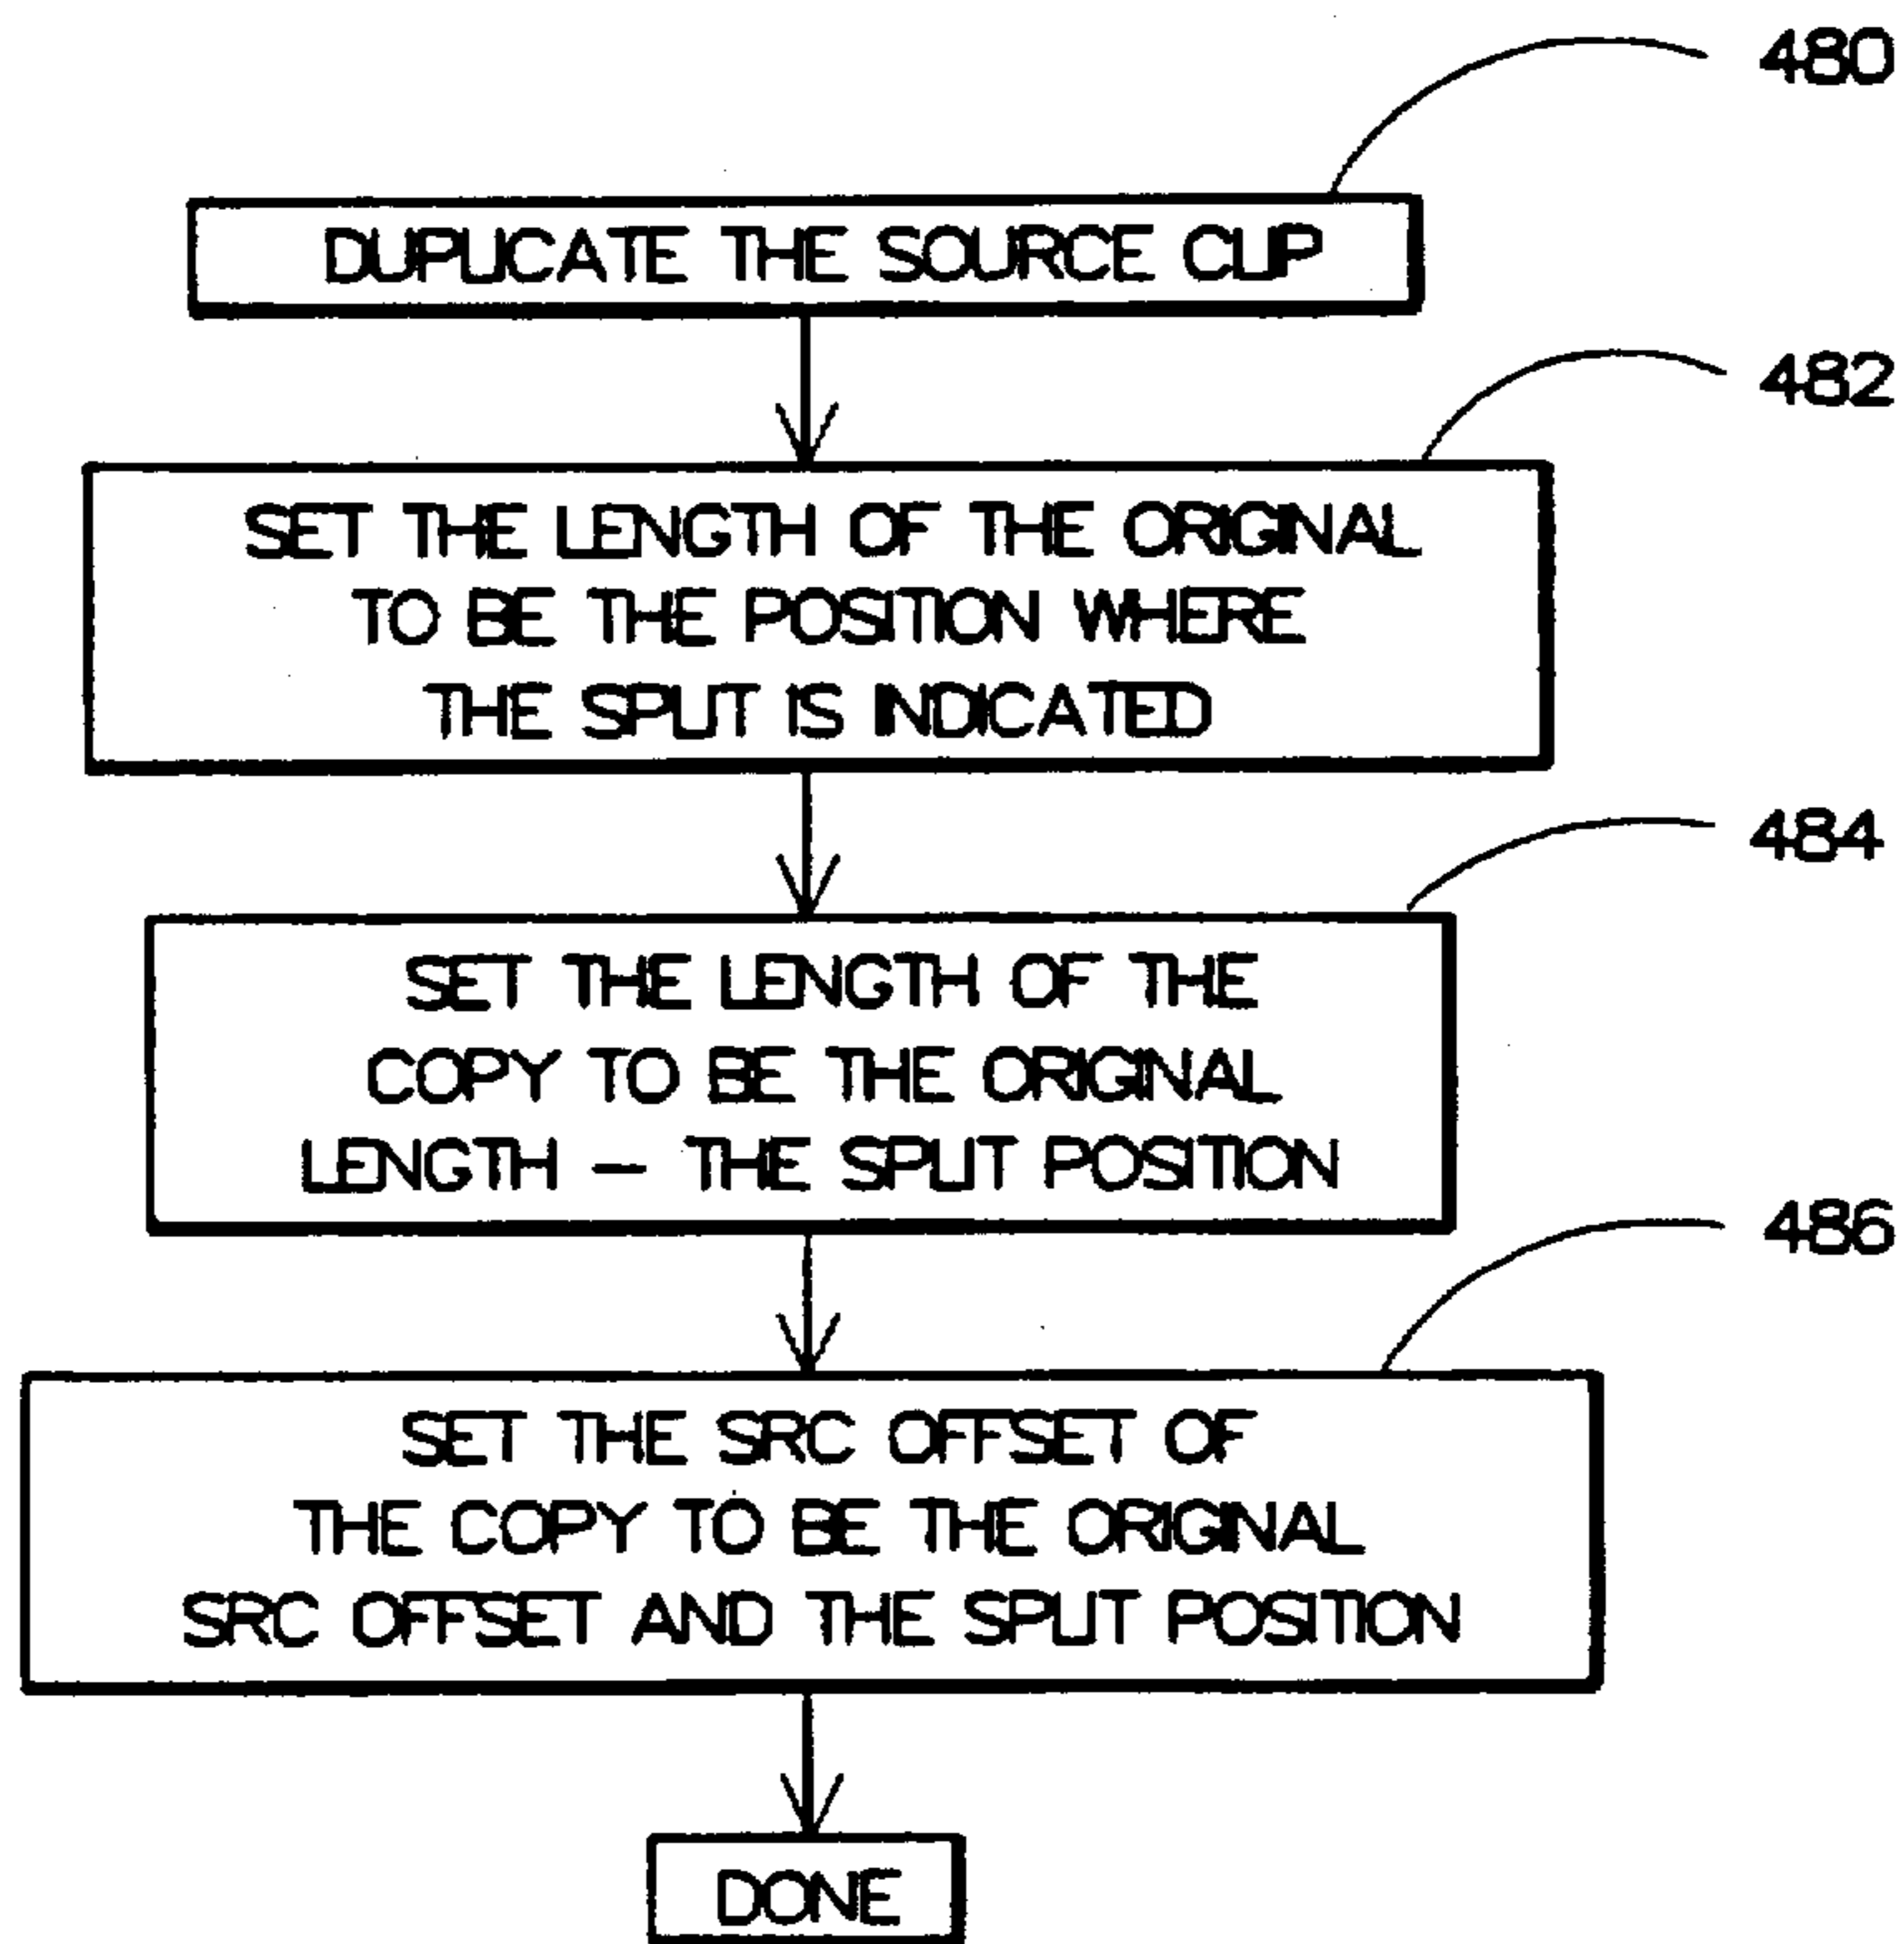 480
DUPLICATE THE SOURCE CLIP
482
SET THE LENGTH OF THE ORIGINAL
TO BE THE POSITION WHERE
THE SPLIT IS INDICATED
484
SET THE LENGTH OF THE
COPY TO BE THE ORIGINAL
LENGTH — THE SPLIT POSITION
486
SET THE SRC OFFSET OF
THE COPY TO BE THE ORIGINAL
SRC OFFSET AND THE SPLIT POSITION
DONE